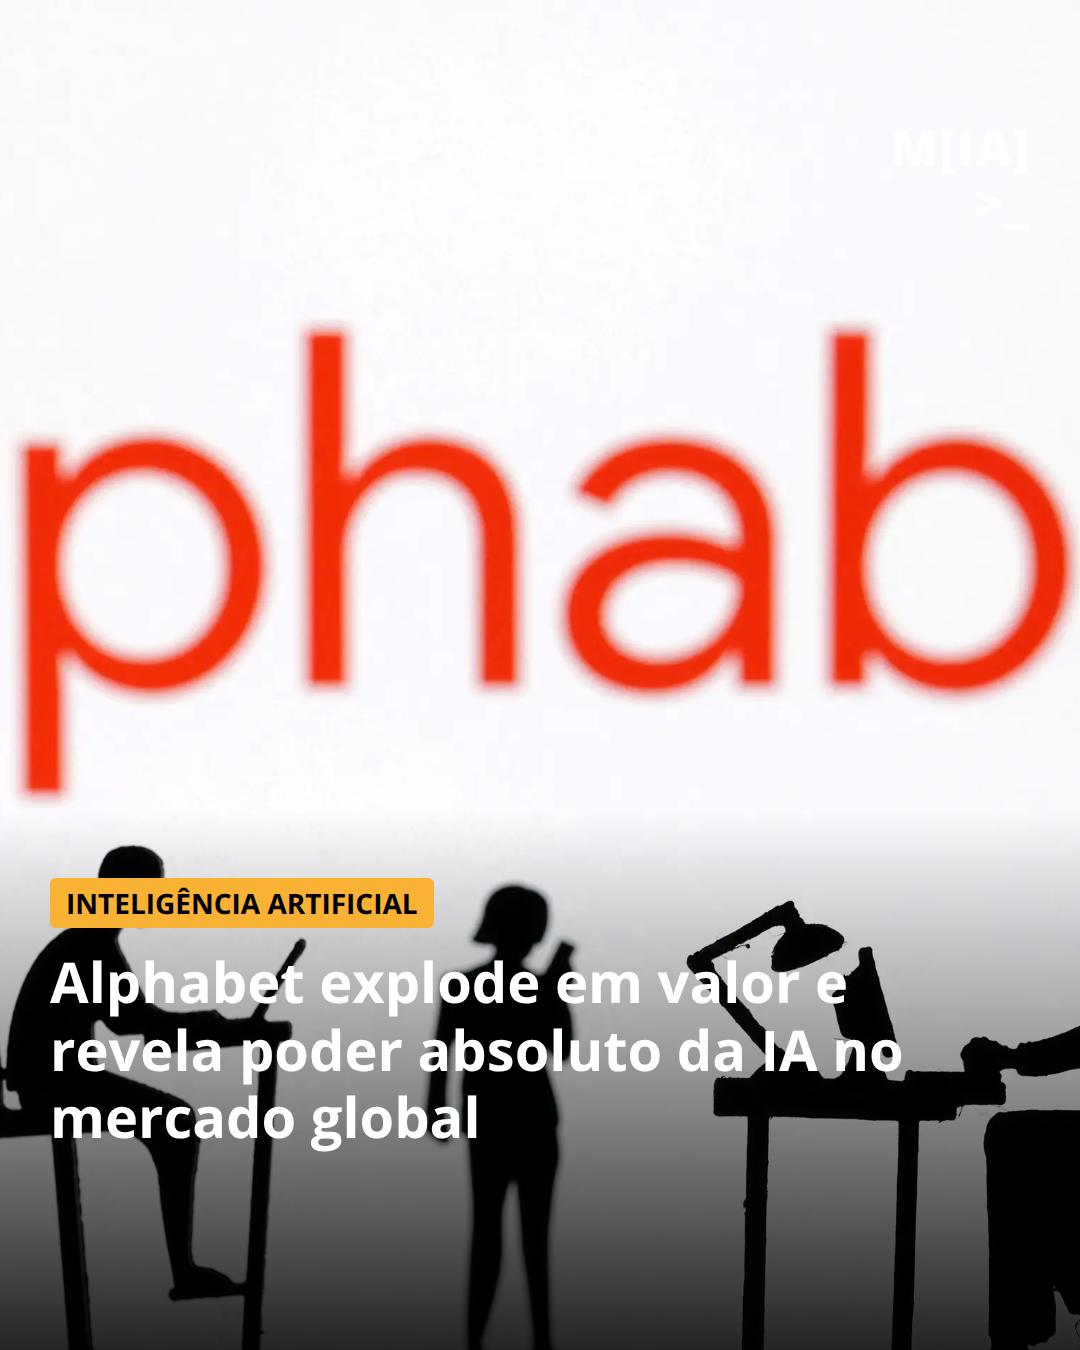 M[IA]
>_
phab
INTELIGÊNCIA ARTIFICIAL
Alphabet explode em valor e
revela poder absoluto da IA no
mercado global